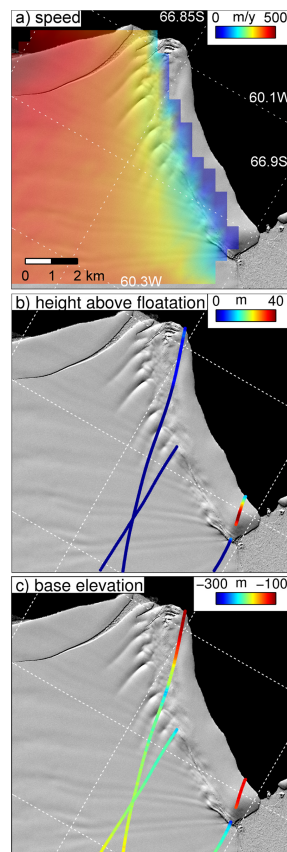 a) speed
66.85S
0 m/y 500
60.1W
66.9S
0 1 2 km
60.3W
b) height above floatation
0 m 40
c) base elevation
−300 m −100